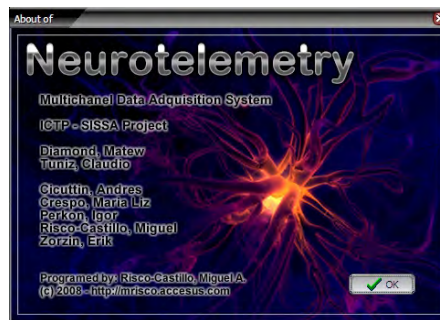 About of
Neurotelemetry
Multichanel Data Adquisition System
ICTP - SISSA Project
Diamond, Matew
Tuniz, Claudio
Cicuttin, Andres
Crespo, Maria Liz
Perkon, Igor
Risco-Castillo, Miguel
Zorzin, Erik
Programed by: Risco-Castillo, Miguel A.
(c) 2008 - http://mrisco.accesus.com
OK